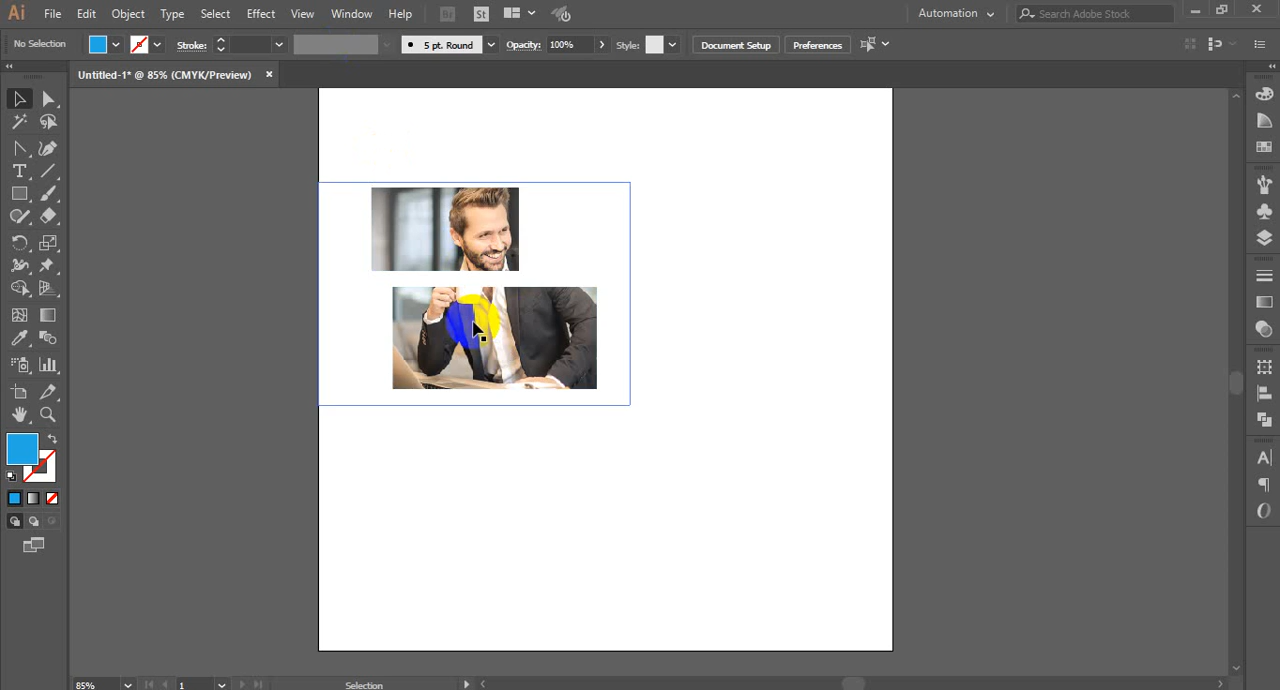 Ai File Edit Object Type Select Effect View Window Help Br St Automation Search Adobe Stock
No Selection Stroke: 5 pt. Round Opacity: 100% Style: Document Setup Preferences
Untitled-1* @ 85% (CMYK/Preview)
85% 1 Selection